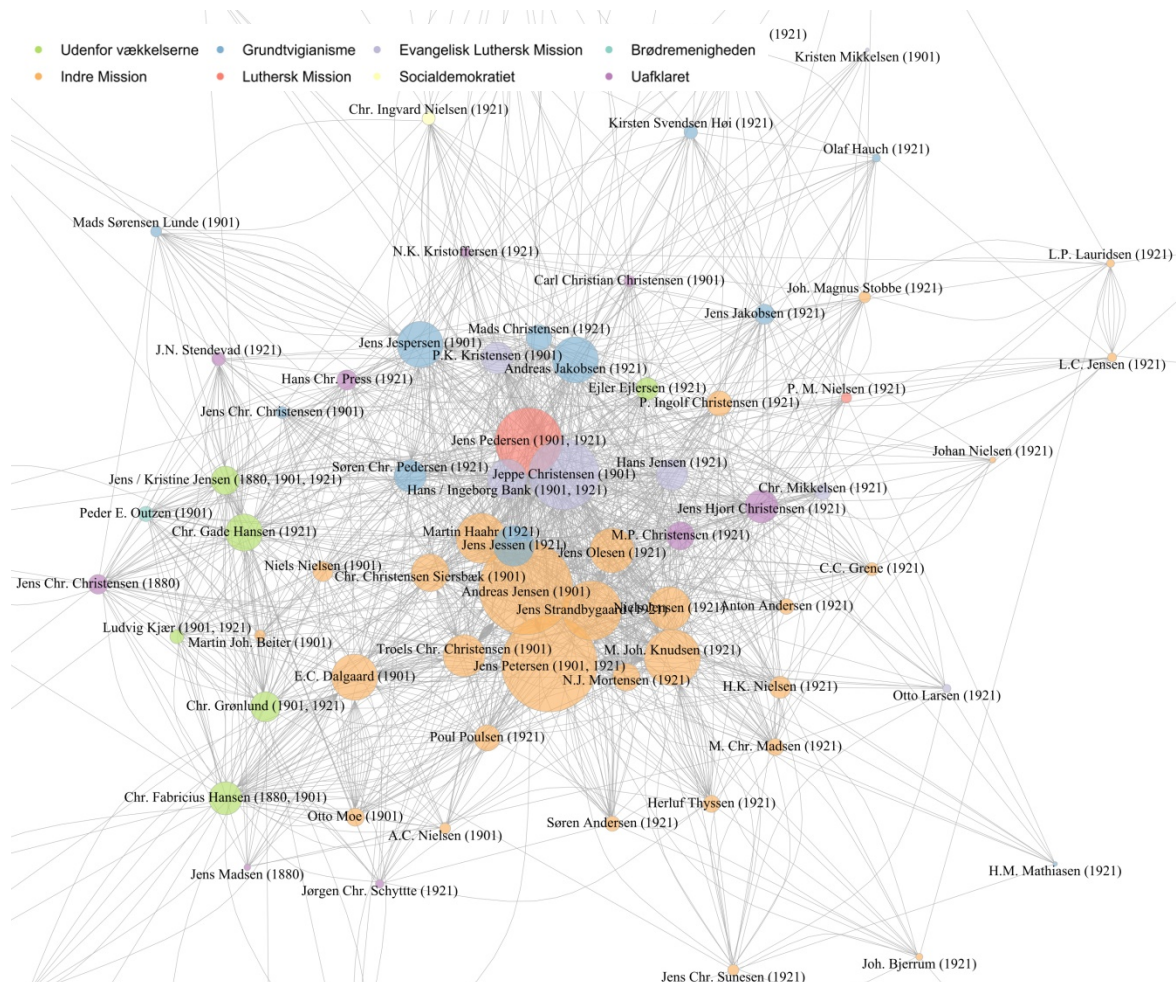 Udenfor vækkelserne
Grundtvigianisme
Evangelisk Luthersk Mission
Brødremenigheden
(1921)
Indre Mission
Luthersk Mission
Socialdemokratiet
Uafklaret
Kristen Mikkelsen (1901)
Chr. Ingvard Nielsen (1921)
Kirsten Svendsen Høi (1921)
Olaf Hauch (1921)
Mads Sørensen Lunde (1901)
N.K. Kristoffersen (1921)
L.P. Lauridsen (1921)
Carl Christian Christensen (1901)
Joh. Magnus Stobbe (1921)
Jens Jakobsen (1921)
Mads Christensen (1921)
Jens Jespersen (1901)
J.N. Stendevad (1921)
P.K. Kristensen (1901)
Andreas Jakobsen (1921)
L.C. Jensen (1921)
Hans Chr. Press (1921)
Ejler Ejlersen (1921)
P. M. Nielsen (1921)
P. Ingolf Christensen (1921)
Jens Chr. Christensen (1901)
Jens Pedersen (1901, 1921)
Johan Nielsen (1921)
Søren Chr. Pedersen (1921)
Hans Jensen (1921)
Jeppe Christensen (1901)
Jens / Kristine Jensen (1880, 1901, 1921)
Hans / Ingeborg Bank (1901, 1921)
Chr. Mikkelsen (1921)
Peder E. Outzen (1901)
Jens Hjort Christensen (1921)
Chr. Gade Hansen (1921)
Martin Haahr (1921)
M.P. Christensen (1921)
Jens Jessen (1921)
Jens Olesen (1921)
Niels Nielsen (1901)
Chr. Christensen Siersbæk (1901)
C.C. Grene (1921)
Jens Chr. Christensen (1880)
Andreas Jensen (1901)
Jens Strandbygaard (1921)
Niels Jensen (1921)
Anton Andersen (1921)
Ludvig Kjær (1901, 1921)
Martin Joh. Beiter (1901)
Troels Chr. Christensen (1901)
M. Joh. Knudsen (1921)
Jens Petersen (1901, 1921)
E.C. Dalgaard (1901)
N.J. Mortensen (1921)
H.K. Nielsen (1921)
Otto Larsen (1921)
Chr. Grønlund (1901, 1921)
Poul Poulsen (1921)
M. Chr. Madsen (1921)
Chr. Fabricius Hansen (1880, 1901)
Herluf Thyssen (1921)
Otto Moe (1901)
Søren Andersen (1921)
A.C. Nielsen (1901)
Jens Madsen (1880)
H.M. Mathiasen (1921)
Jørgen Chr. Schyttte (1921)
Joh. Bjerrum (1921)
Jens Chr. Sunesen (1921)